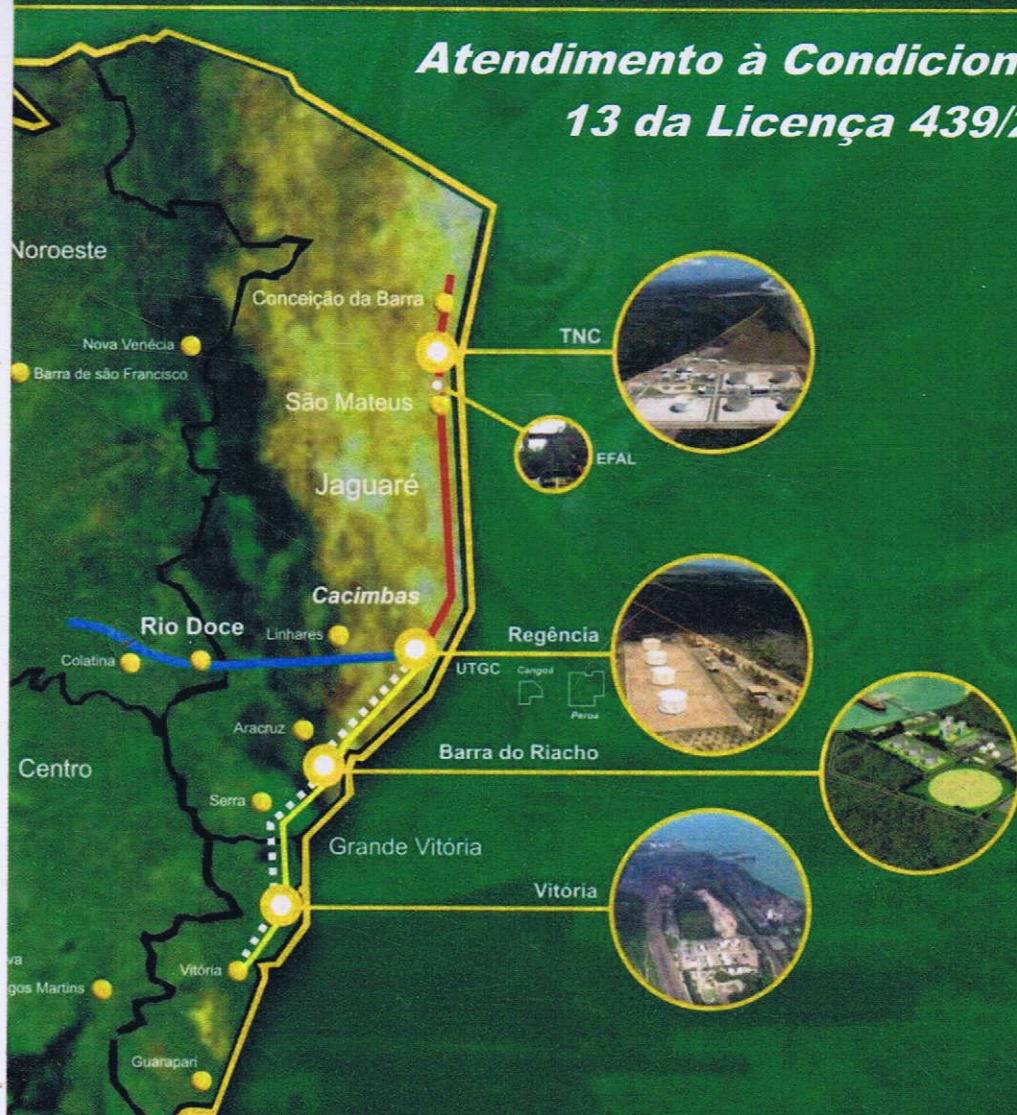 Atendimento à Condicion
13 da Licença 439/
Noroeste
Conceição da Barra
TNC
Nova Venécia
Barra de são Francisco
São Mateus
EFAL
Jaguaré
Cacimbas
Rio Doce
Linhares
Regência
Colatina
UTGC
Cangoá
Peroa
Aracruz
Barra do Riacho
Centro
Serra
Grande Vitória
Vitória
Vitória
va
gos Martins
Guarapari